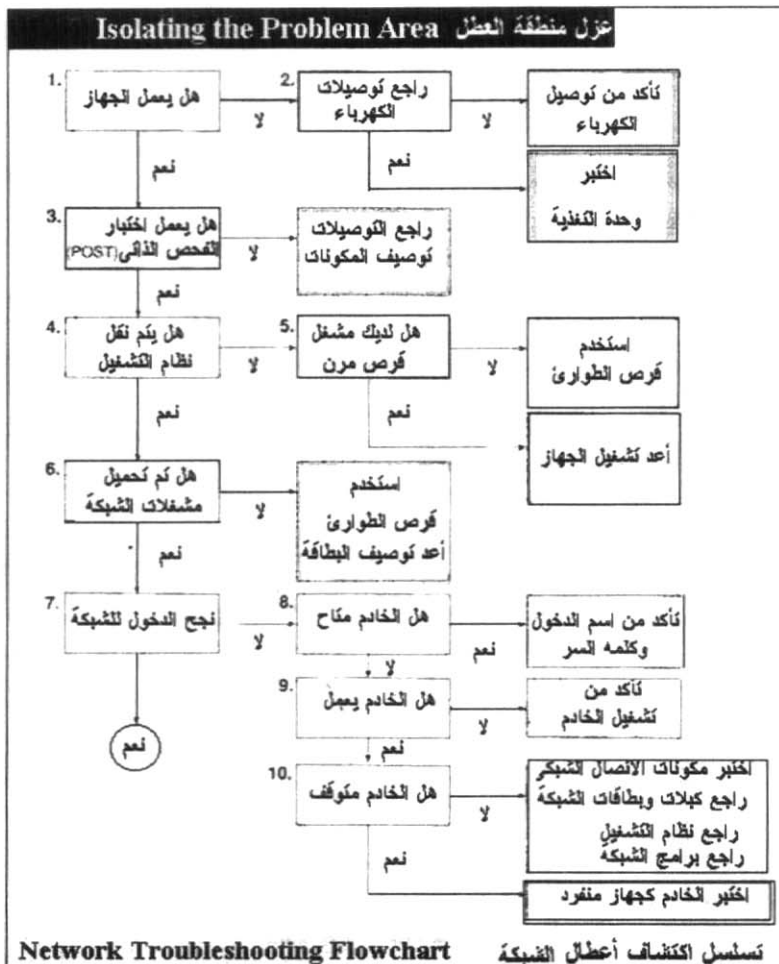 Isolating the Problem Area عزل منطقة العطل
1.
هل يعمل الجهاز
لا
2.
راجع توصيلات
الكهرباء
لا
تأكد من توصيل
الكهرباء
نعم
نعم
اختبر
وحدة التغذية
3.
هل يعمل اختبار
الفحص الذاتى(POST)
لا
راجع التوصيلات
توصيف المكونات
نعم
4.
هل يتم نقل
نظام التشغيل
لا
5.
هل لديك مشغل
قرص مرن
لا
استخدم
قرص الطوارئ
نعم
نعم
أعد تشغيل الجهاز
6.
هل تم تحميل
مشغلات الشبكة
لا
استخدم
قرص الطوارئ
أعد توصيف البطاقة
نعم
7.
نجح الدخول للشبكة
لا
8.
هل الخادم متاح
نعم
تأكد من اسم الدخول
وكلمه السر
لا
نعم
9.
هل الخادم يعمل
لا
تأكد من
تشغيل الخادم
نعم
10.
هل الخادم متوقف
لا
اختبر مكونات الاتصال الشبكى
راجع كبلات وبطاقات الشبكة
راجع نظام التشغيل
راجع برامج الشبكة
نعم
اختبر الخادم كجهاز منفرد
Network Troubleshooting Flowchart تسلسل اكتشاف أعطال الشبكة